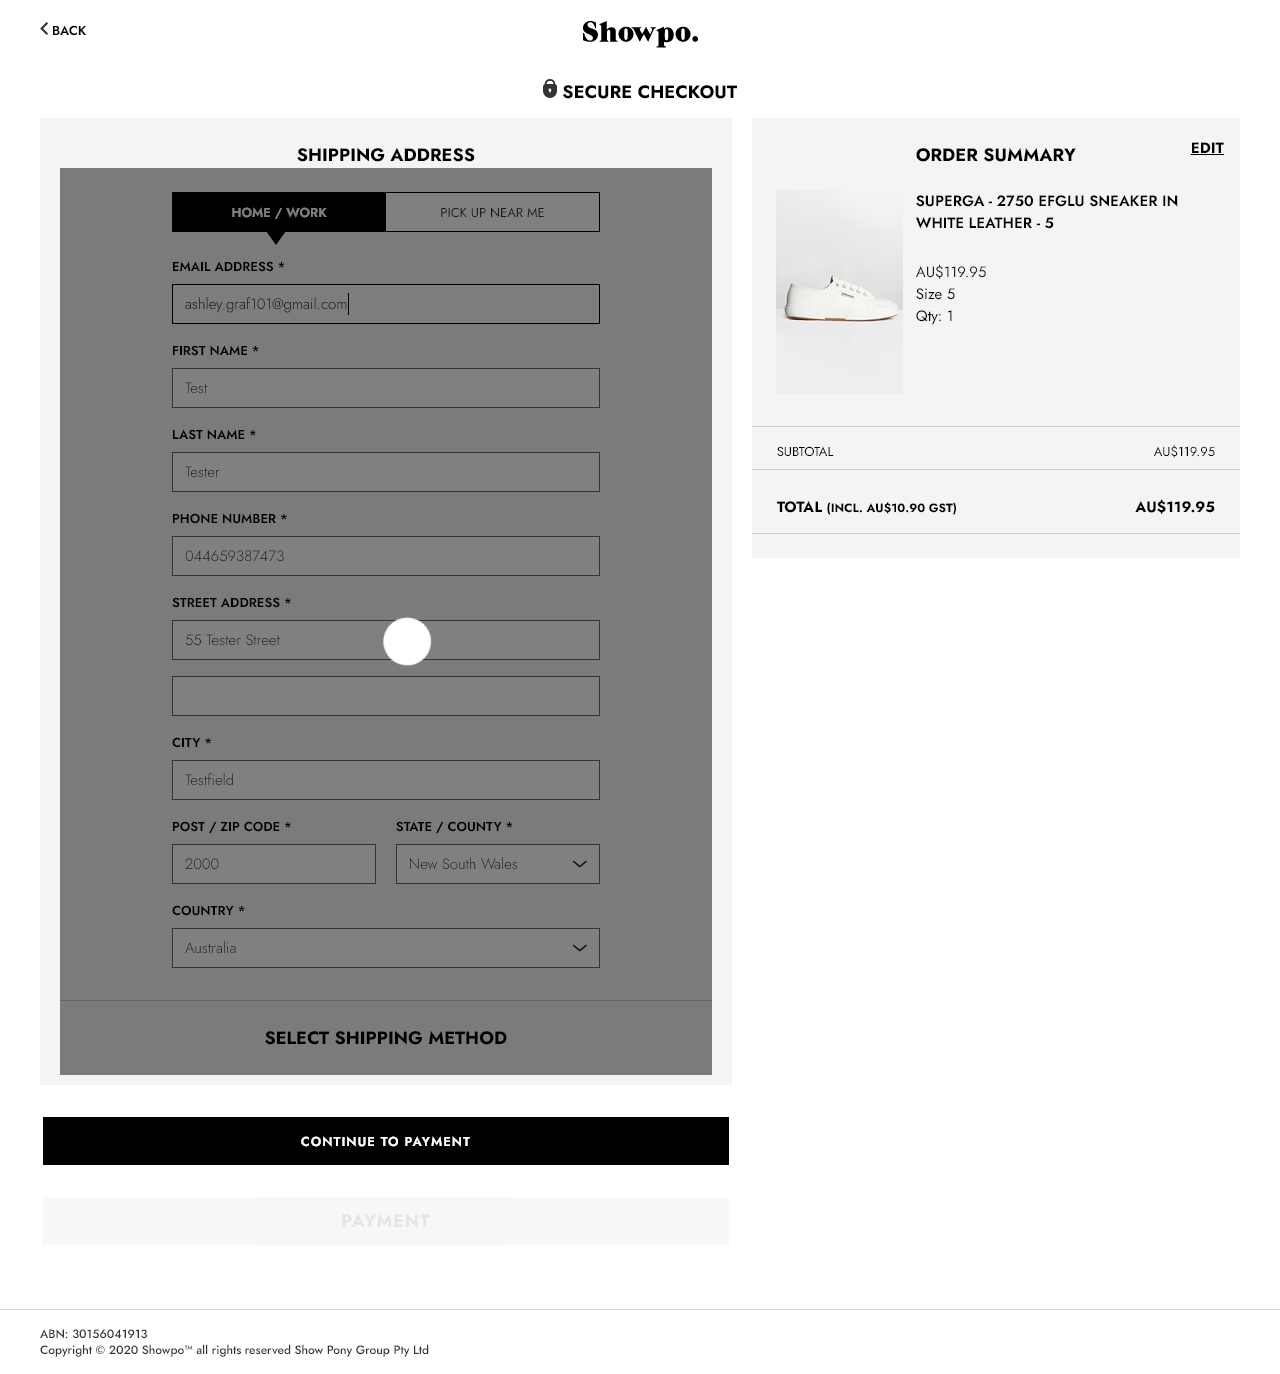 BACK
Showpo.
SECURE CHECKOUT
SHIPPING ADDRESS
HOME / WORK
PICK UP NEAR ME
EMAIL ADDRESS *
ashley.graf101@gmail.com
FIRST NAME *
Test
LAST NAME *
Tester
PHONE NUMBER *
044659387473
STREET ADDRESS *
55 Tester Street
CITY *
Testfield
POST / ZIP CODE *
STATE / COUNTY *
2000
New South Wales
COUNTRY *
Australia
SELECT SHIPPING METHOD
CONTINUE TO PAYMENT
PAYMENT
ORDER SUMMARY
EDIT
SUPERGA - 2750 EFGLU SNEAKER IN
WHITE LEATHER - 5
AU$119.95
Size 5
Qty: 1
SUBTOTAL
AU$119.95
TOTAL (INCL. AU$10.90 GST)
AU$119.95
ABN: 30156041913
Copyright © 2020 Showpo™ all rights reserved Show Pony Group Pty Ltd